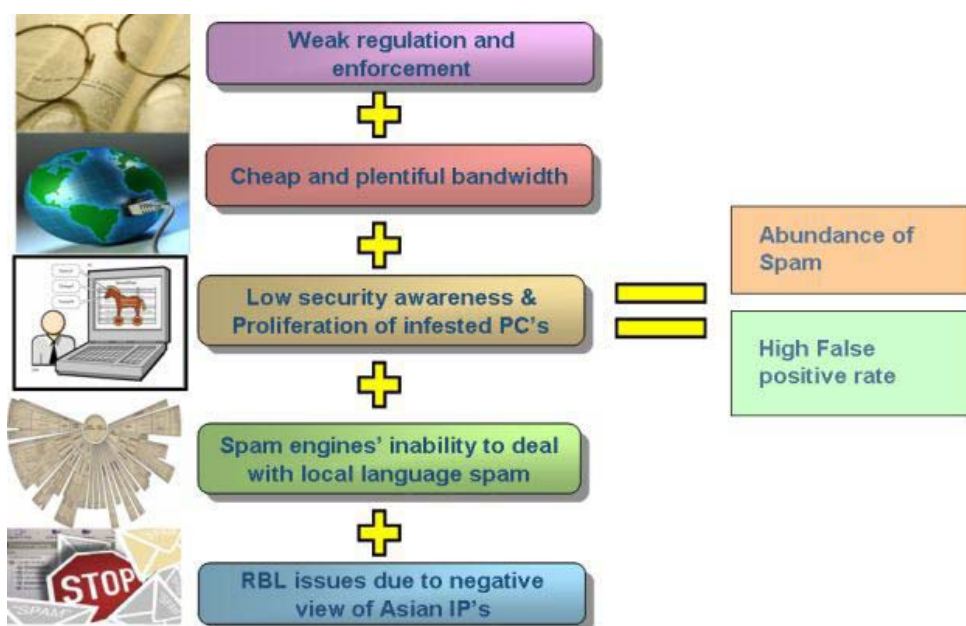 Weak regulation and
enforcement
Cheap and plentiful bandwidth
Low security awareness &
Proliferation of infested PC's
Spam engines' inability to deal
with local language spam
RBL issues due to negative
view of Asian IP's
Abundance of
Spam
High False
positive rate
STOP
"SPAM"